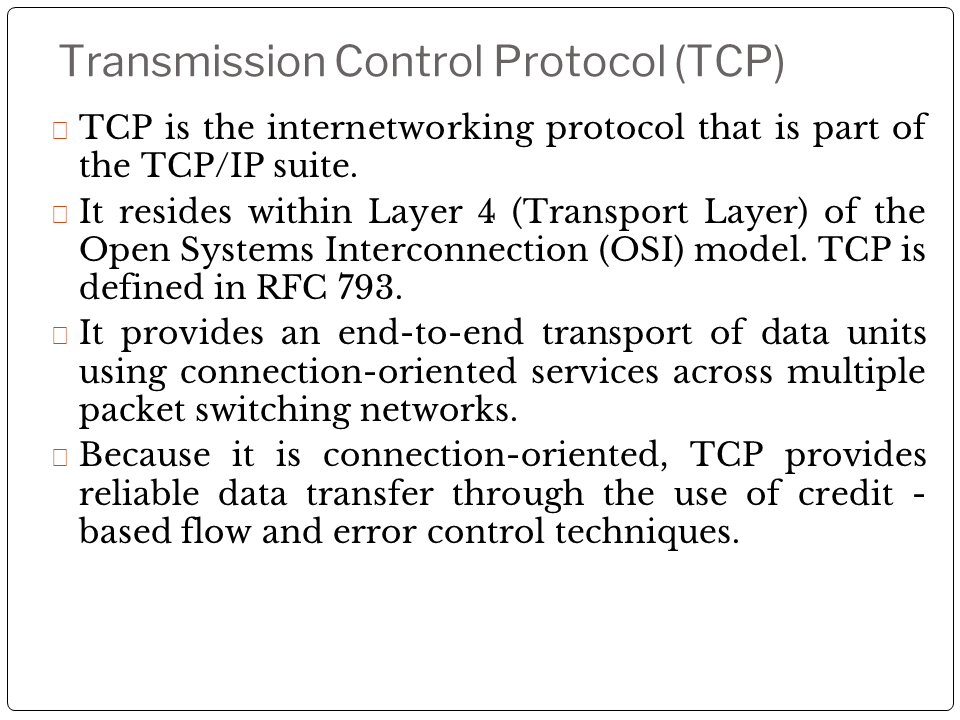 Transmission Control Protocol (TCP)
TCP is the internetworking protocol that is part of
the TCP/IP suite.
It resides within Layer 4 (Transport Layer) of the
Open Systems Interconnection (OSI) model. TCP is
defined in RFC 793.
It provides an end-to-end transport of data units
using connection-oriented services across multiple
packet switching networks.
Because it is connection-oriented, TCP provides
reliable data transfer through the use of credit -
based flow and error control techniques.